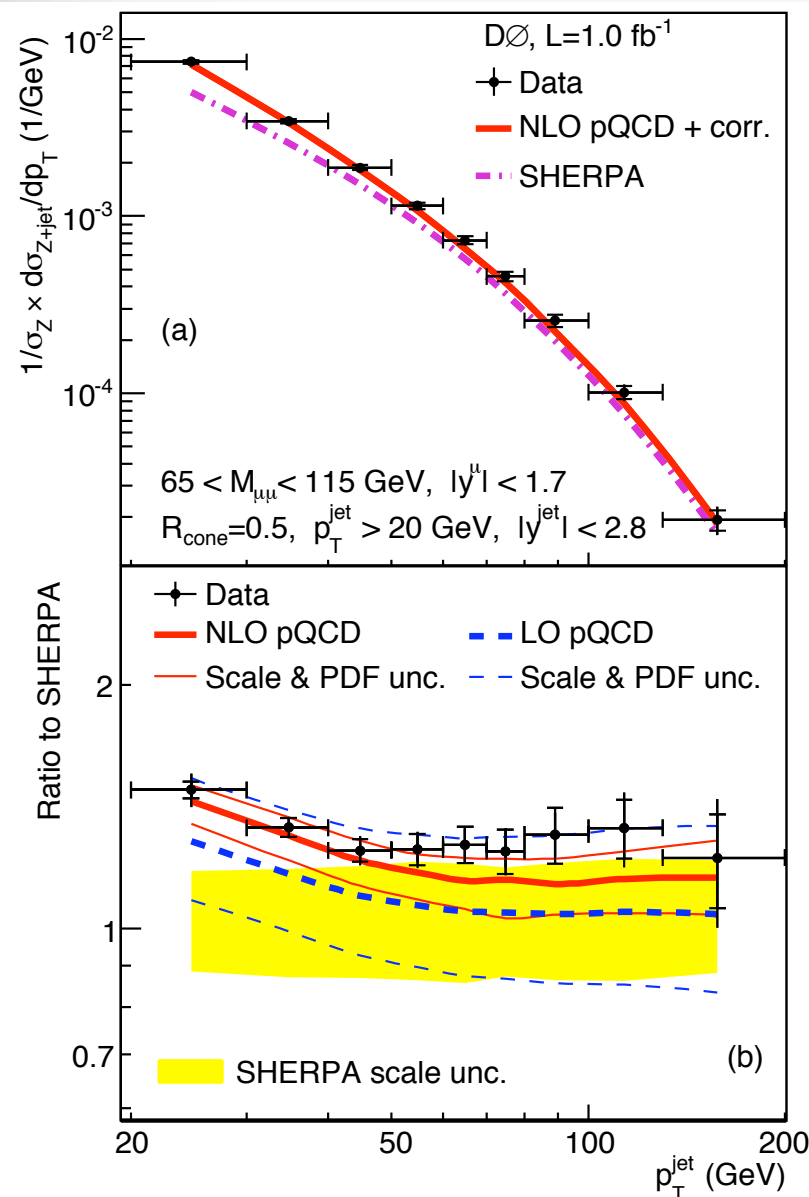 DØ, L=1.0 fb⁻¹
Data
NLO pQCD + corr.
SHERPA
1/σ_Z × dσ_Z+jet/dp_T (1/GeV)
10⁻²
10⁻³
10⁻⁴
(a)
65 < M_μμ < 115 GeV, |y^μ| < 1.7
R_cone=0.5, p_T^jet > 20 GeV, |y^jet| < 2.8
Ratio to SHERPA
Data
NLO pQCD LO pQCD
Scale & PDF unc. Scale & PDF unc.
2
1
0.7
SHERPA scale unc.
(b)
20 50 100 200
p_T^jet (GeV)